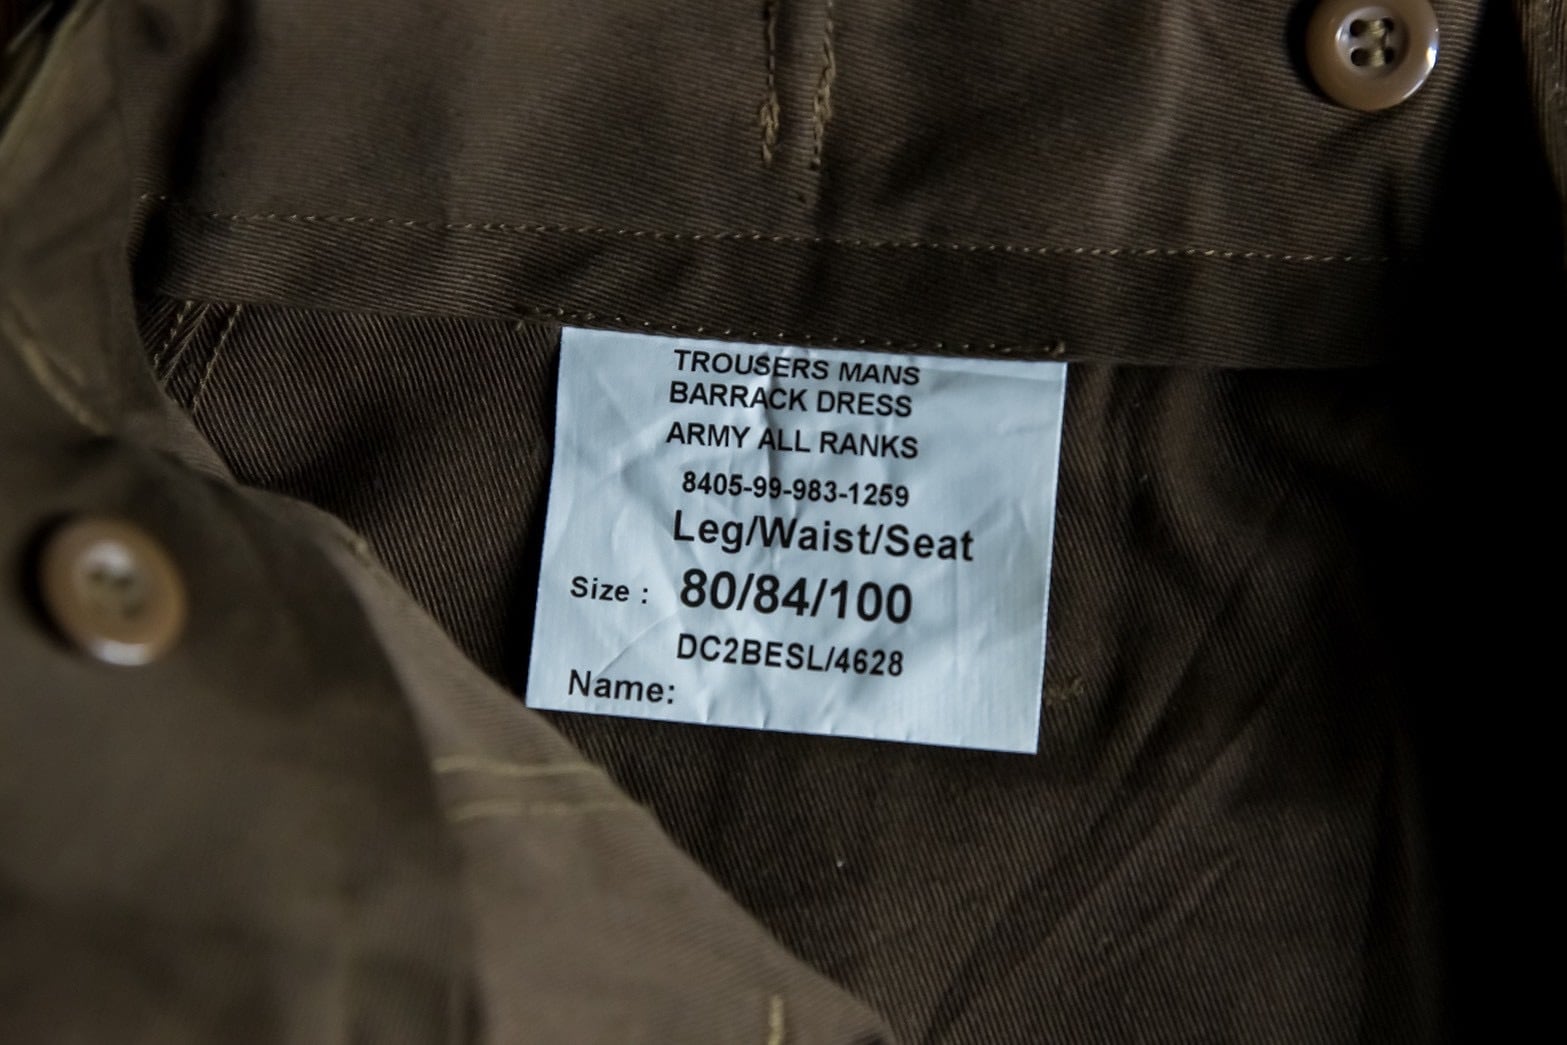 TROUSERS MANS
BARRACK DRESS
ARMY ALL RANKS
8405-99-983-1259
Leg/Waist/Seat
Size : 80/84/100
DC2BESL/4628
Name: